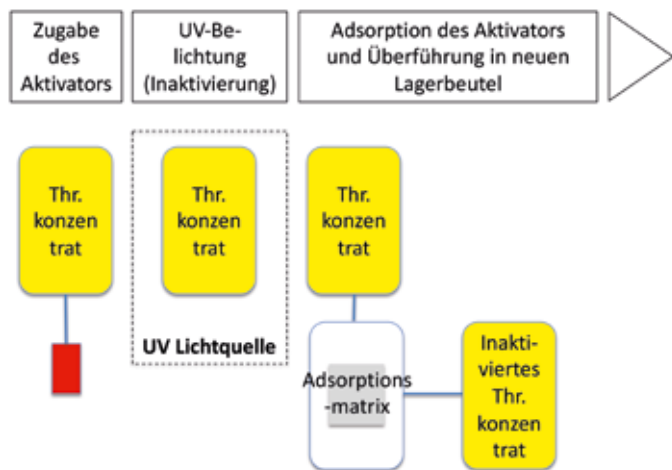 Zugabe
des
Aktivators
UV-Be-
lichtung
(Inaktivierung)
Adsorption des Aktivators
und Überführung in neuen
Lagerbeutel
Thr.
konzen
trat
Thr.
konzen
trat
Thr.
konzen
trat
UV Lichtquelle
Adsorptions
-matrix
Inakti-
viertes
Thr.
konzen
trat